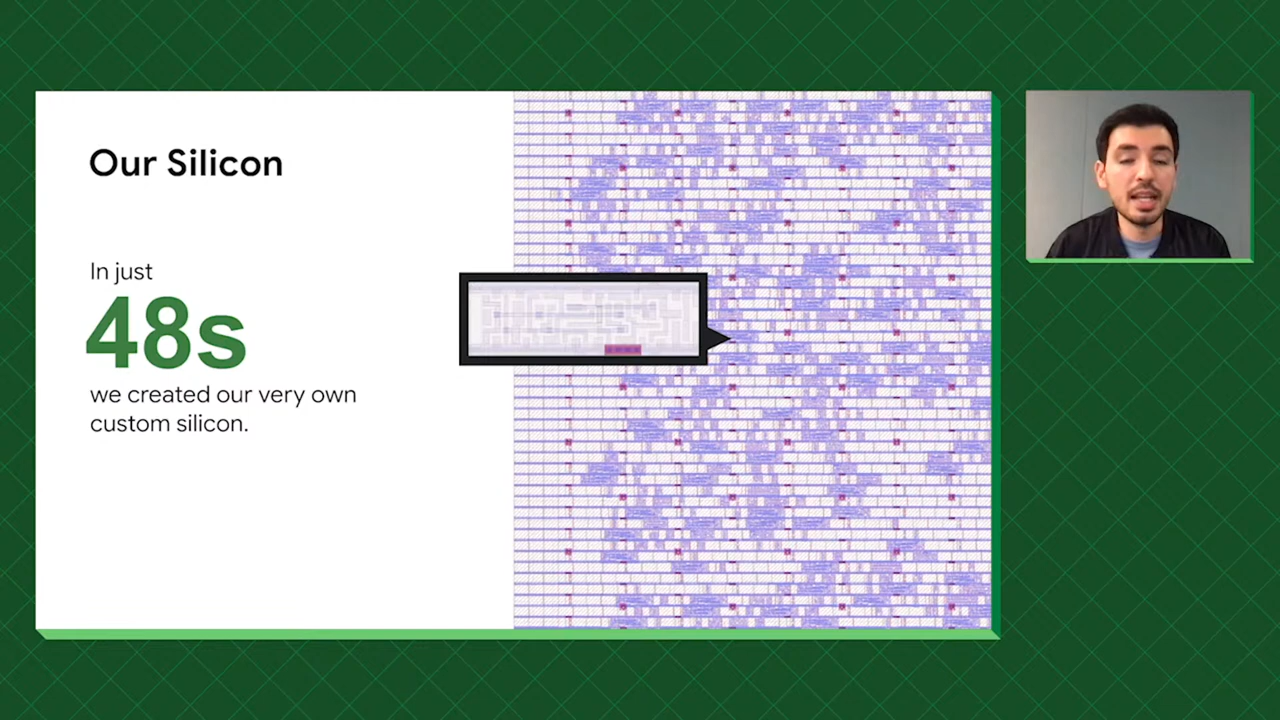 Our Silicon
In just
48s
we created our very own
custom silicon.